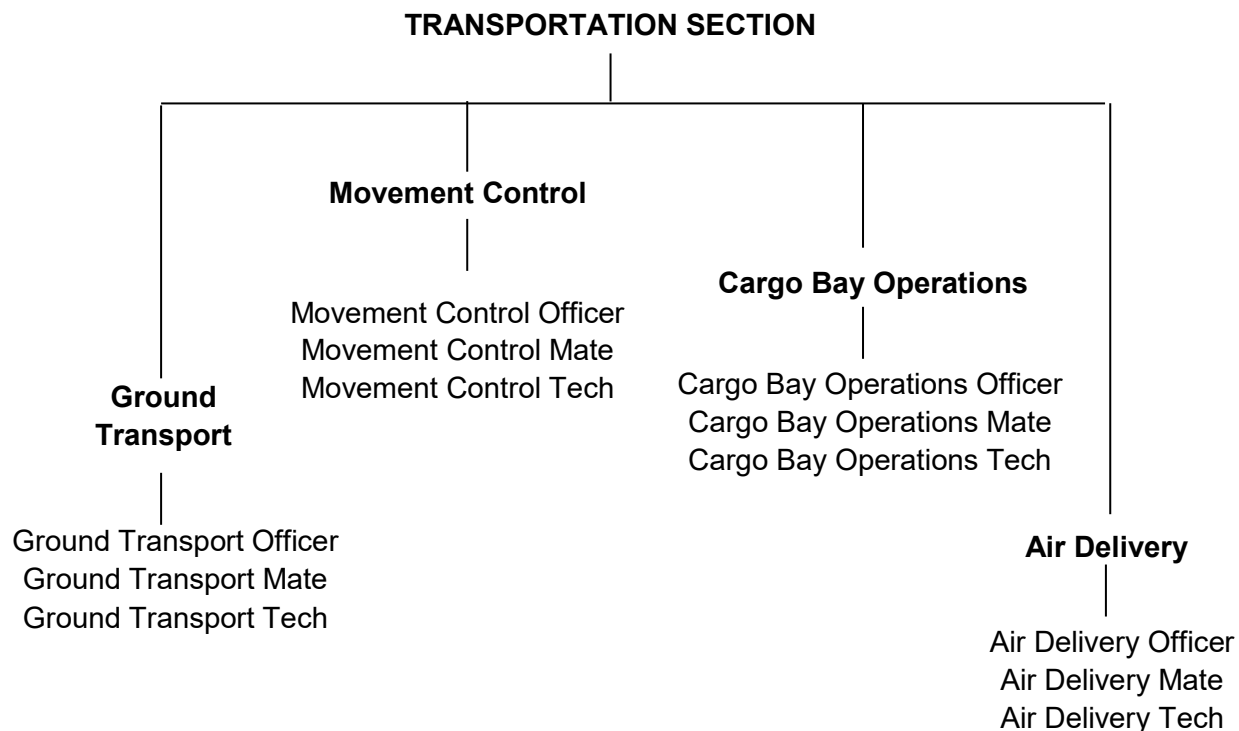 TRANSPORTATION SECTION
Movement Control
Movement Control Officer
Movement Control Mate
Movement Control Tech
Cargo Bay Operations
Cargo Bay Operations Officer
Cargo Bay Operations Mate
Cargo Bay Operations Tech
Ground
Transport
Ground Transport Officer
Ground Transport Mate
Ground Transport Tech
Air Delivery
Air Delivery Officer
Air Delivery Mate
Air Delivery Tech